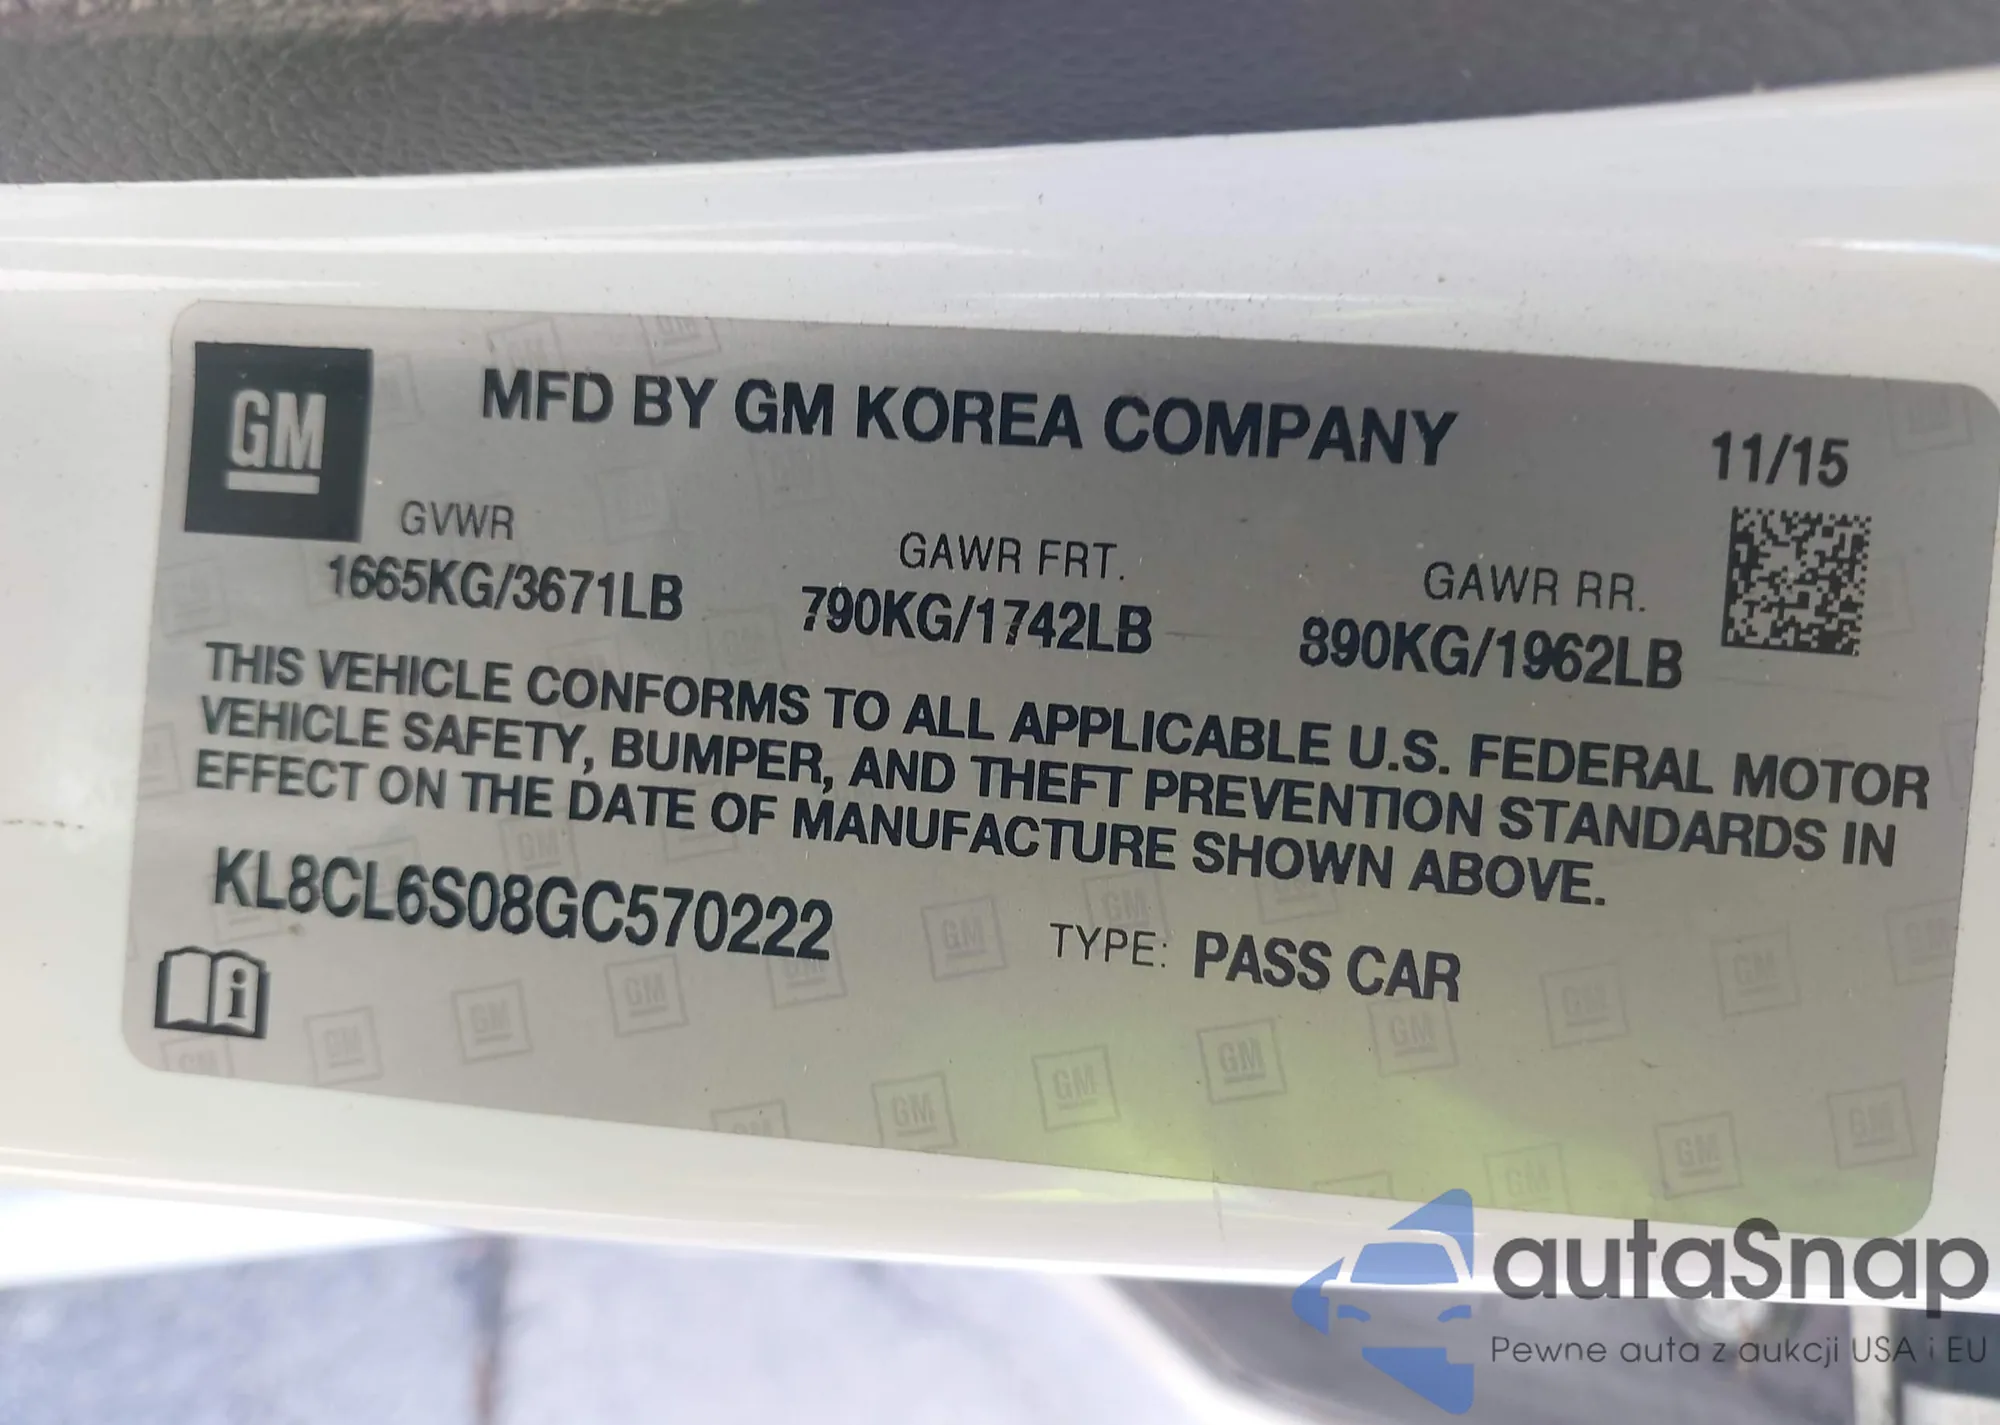 GM
MFD BY GM KOREA COMPANY
11/15
GVWR
GAWR FRT.
GAWR RR.
1665KG/3671LB
790KG/1742LB
890KG/1962LB
THIS VEHICLE CONFORMS TO ALL APPLICABLE U.S. FEDERAL MOTOR
VEHICLE SAFETY, BUMPER, AND THEFT PREVENTION STANDARDS IN
EFFECT ON THE DATE OF MANUFACTURE SHOWN ABOVE.
KL8CL6S08GC570222
TYPE: PASS CAR
i
autaSnap
Pewne auta z aukcji USA i EU